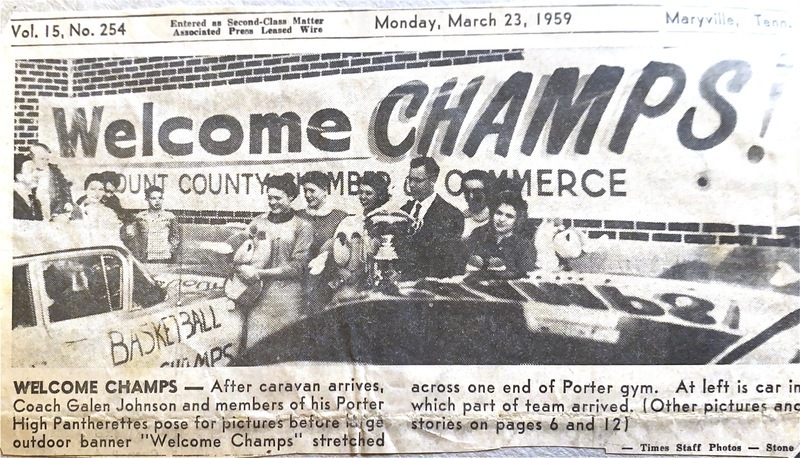 Vol. 15, No. 254
Entered as Second-Class Matter
Associated Press Leased Wire
Monday, March 23, 1959
Maryville, Tenn.
Welcome CHAMPS!
OUNT COUNTY CHAMBER COMMERCE
BASKETBALL
CHAMPS
WELCOME CHAMPS — After caravan arrives,
Coach Galen Johnson and members of his Porter
High Pantherettes pose for pictures before large
outdoor banner "Welcome Champs" stretched
across one end of Porter gym. At left is car in
which part of team arrived. (Other pictures and
stories on pages 6 and 12)
— Times Staff Photos — Stone